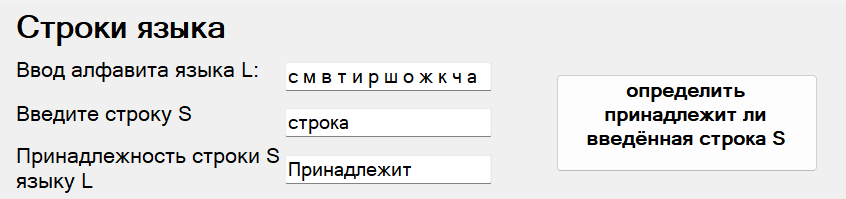 Строки языка
Ввод алфавита языка L:
с м в т и р ш о ж к ч а
Введите строку S
строка
Принадлежность строки S
языку L
Принадлежит
определить
принадлежит ли
введённая строка S